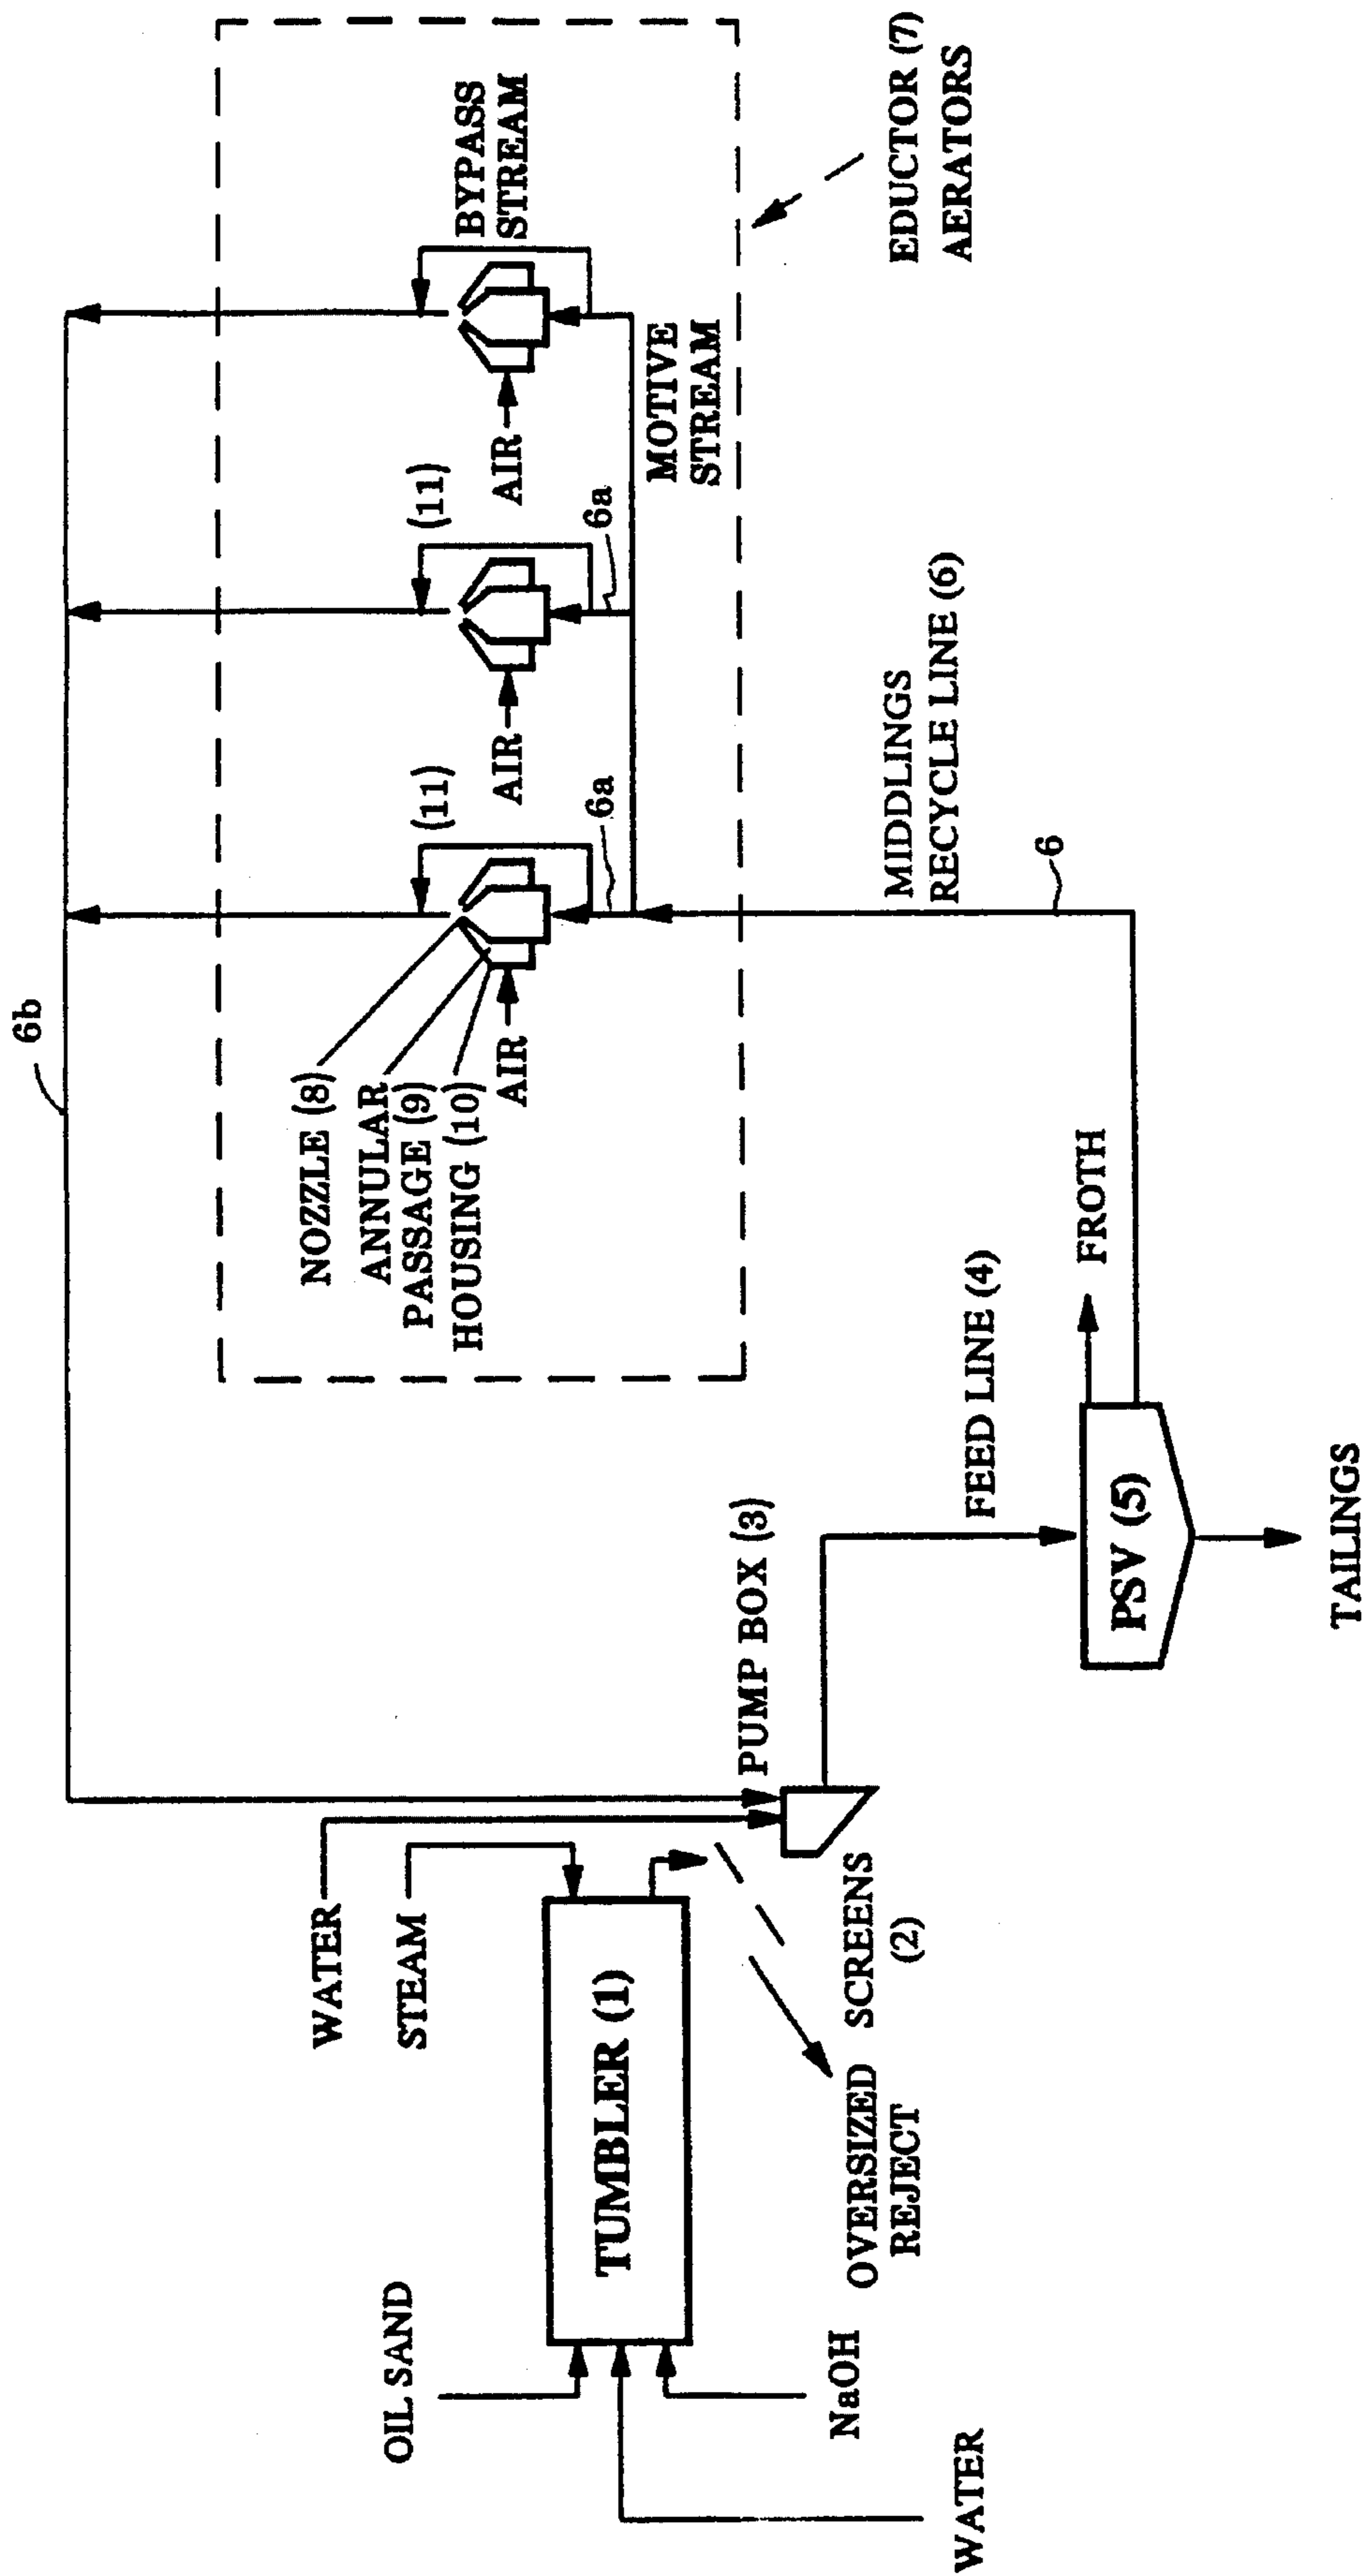 6b
NOZZLE (8)
ANNULAR
PASSAGE (9)
HOUSING (10)
AIR
(11)
6a
AIR
(11)
6a
AIR
BYPASS
STREAM
MOTIVE
STREAM
EDUCTOR (7)
AERATORS
MIDDLINGS
RECYCLE LINE (6)
6
WATER
STEAM
PUMP BOX (3)
FEED LINE (4)
FROTH
PSV (5)
TAILINGS
OIL SAND
TUMBLER (1)
SCREENS
(2)
OVERSIZED
REJECT
NaOH
WATER